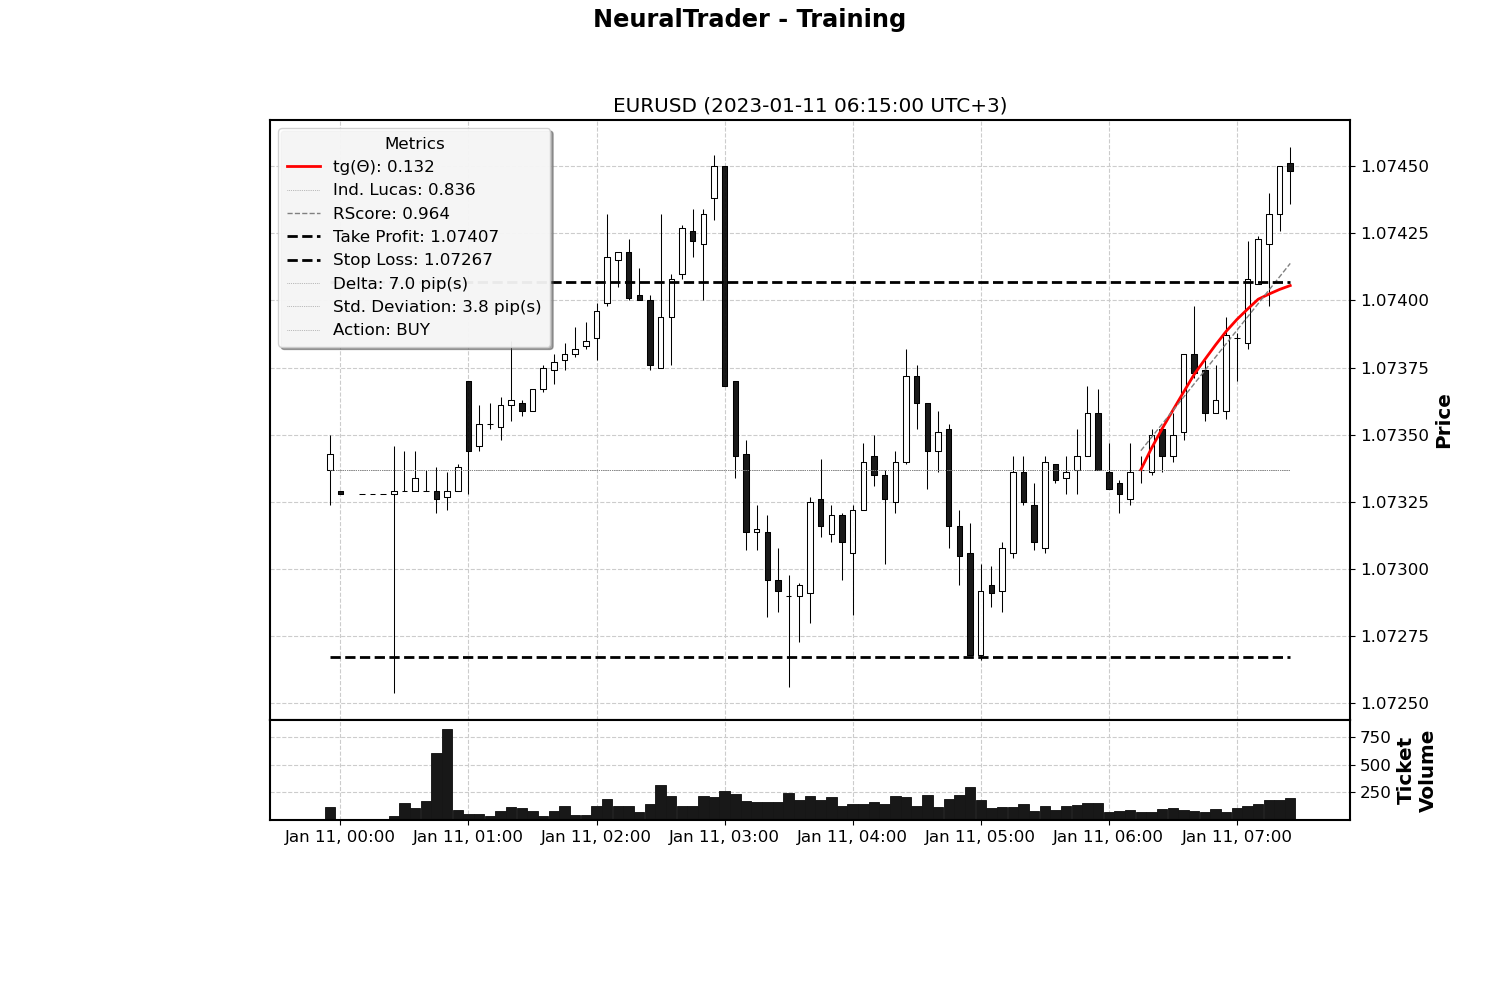 NeuralTrader - Training
EURUSD (2023-01-11 06:15:00 UTC+3)
Metrics
tg(Θ): 0.132
Ind. Lucas: 0.836
RScore: 0.964
Take Profit: 1.07407
Stop Loss: 1.07267
Delta: 7.0 pip(s)
Std. Deviation: 3.8 pip(s)
Action: BUY
1.07450
1.07425
1.07400
1.07375
1.07350
1.07325
1.07300
1.07275
1.07250
Price
750
500
250
Ticket
Volume
Jan 11, 00:00 Jan 11, 01:00 Jan 11, 02:00 Jan 11, 03:00 Jan 11, 04:00 Jan 11, 05:00 Jan 11, 06:00 Jan 11, 07:00